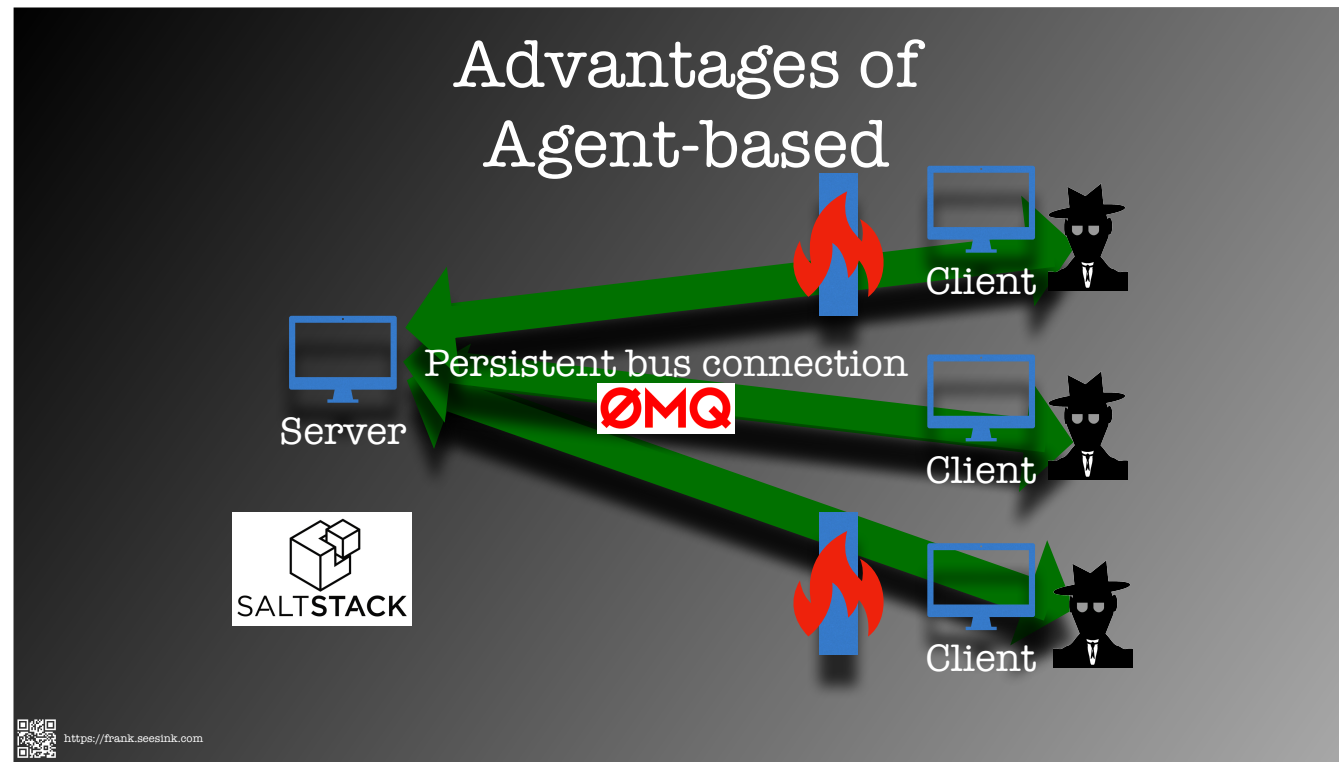 Advantages of
Agent-based
Client
Persistent bus connection
ØMQ
Server
Client
SALTSTACK
Client
https://frank.seesink.com